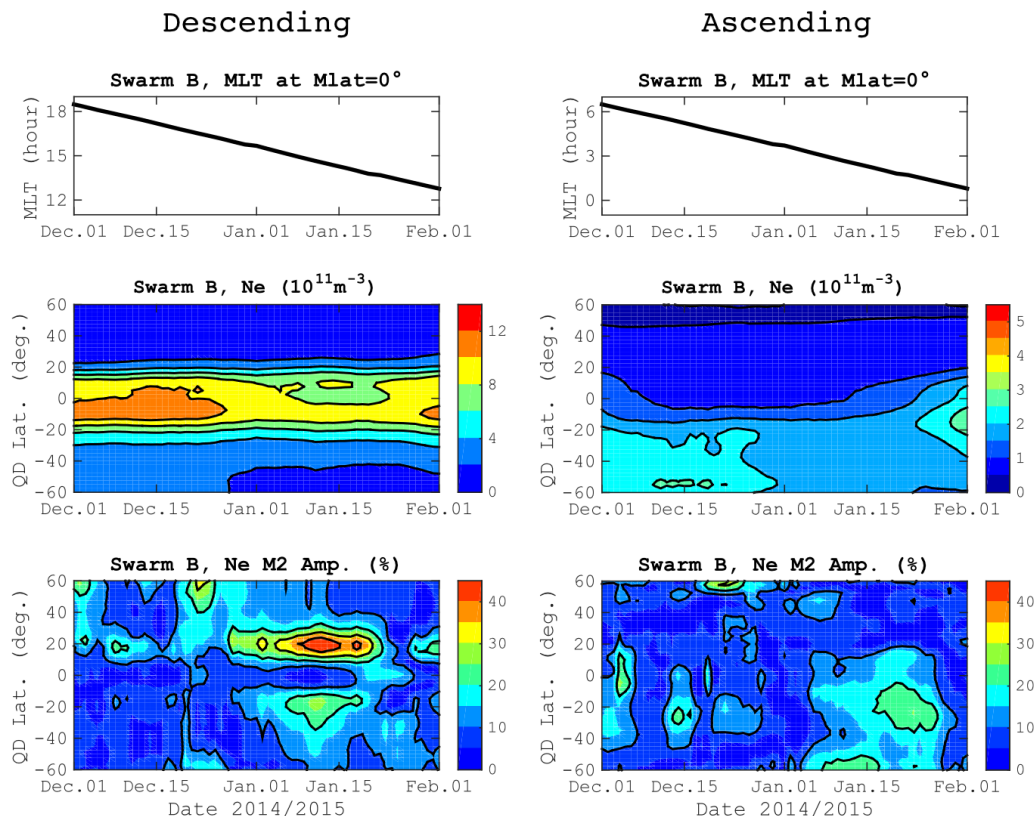 Descending
Ascending
Swarm B, MLT at Mlat=0°
Swarm B, MLT at Mlat=0°
MLT (hour)
18
15
12
Dec.01 Dec.15 Jan.01 Jan.15 Feb.01
MLT (hour)
6
3
0
Dec.01 Dec.15 Jan.01 Jan.15 Feb.01
Swarm B, Ne (10¹¹m⁻³)
Swarm B, Ne (10¹¹m⁻³)
QD Lat. (deg.)
60
40
20
0
-20
-40
-60
Dec.01 Dec.15 Jan.01 Jan.15 Feb.01
12
8
4
0
QD Lat. (deg.)
60
40
20
0
-20
-40
-60
Dec.01 Dec.15 Jan.01 Jan.15 Feb.01
5
4
3
2
1
0
Swarm B, Ne M2 Amp. (%)
Swarm B, Ne M2 Amp. (%)
QD Lat. (deg.)
60
40
20
0
-20
-40
-60
Dec.01 Dec.15 Jan.01 Jan.15 Feb.01
Date 2014/2015
40
30
20
10
0
QD Lat. (deg.)
60
40
20
0
-20
-40
-60
Dec.01 Dec.15 Jan.01 Jan.15 Feb.01
Date 2014/2015
40
30
20
10
0